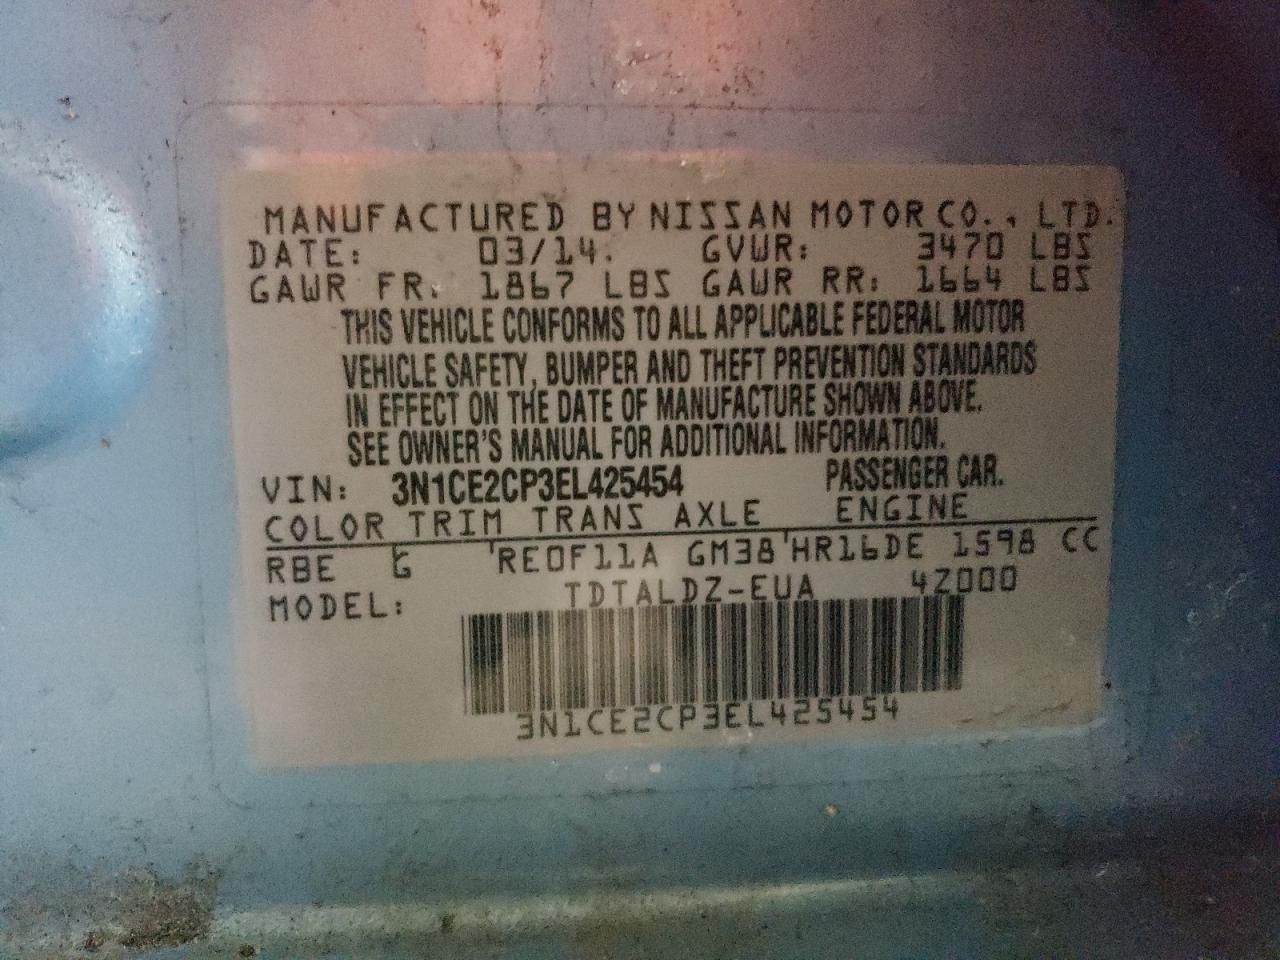 MANUFACTURED BY NISSAN MOTOR CO., LTD.
DATE: 03/14. GVWR: 3470 LBS
GAWR FR. 1867 LBS GAWR RR: 1664 LBS
THIS VEHICLE CONFORMS TO ALL APPLICABLE FEDERAL MOTOR
VEHICLE SAFETY, BUMPER AND THEFT PREVENTION STANDARDS
IN EFFECT ON THE DATE OF MANUFACTURE SHOWN ABOVE.
SEE OWNER'S MANUAL FOR ADDITIONAL INFORMATION.
VIN: 3N1CE2CP3EL425454 PASSENGER CAR.
COLOR TRIM TRANS AXLE ENGINE
RBE G 'RE0F11A GM38'HR16DE 1598 CC
MODEL: TDTALDZ-EUA 4Z000
3N1CE2CP3EL425454